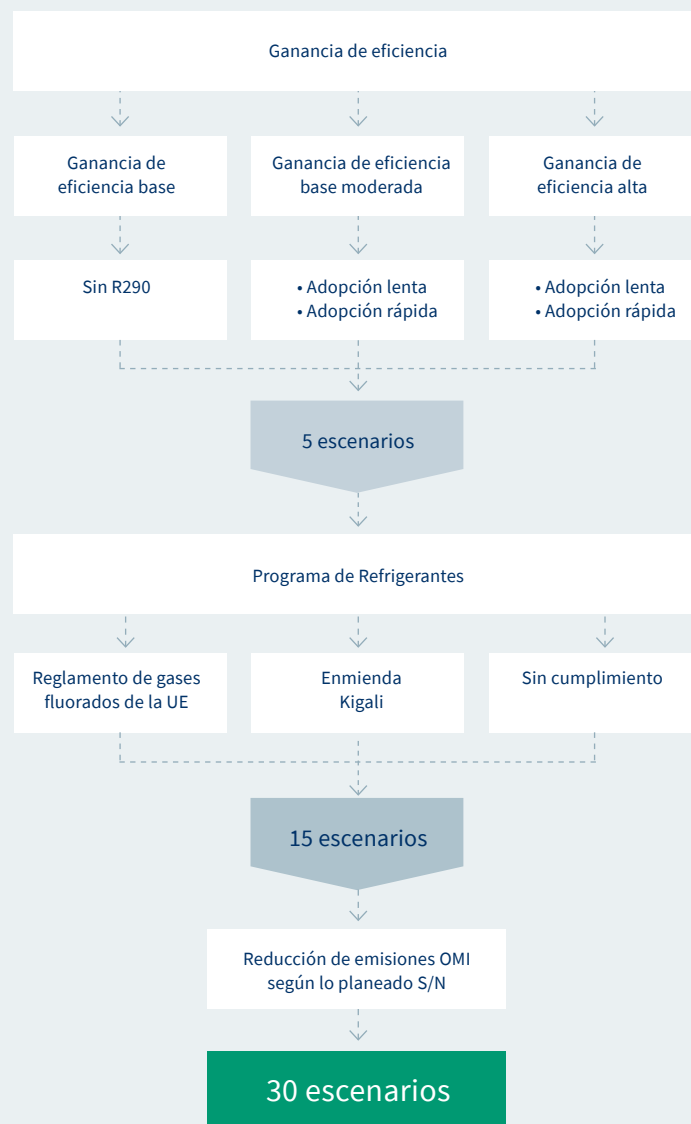 Ganancia de eficiencia
Ganancia de
eficiencia base
Ganancia de eficiencia
base moderada
Ganancia de
eficiencia alta
Sin R290
• Adopción lenta
• Adopción rápida
• Adopción lenta
• Adopción rápida
5 escenarios
Programa de Refrigerantes
Reglamento de gases
fluorados de la UE
Enmienda
Kigali
Sin cumplimiento
15 escenarios
Reducción de emisiones OMI
según lo planeado S/N
30 escenarios